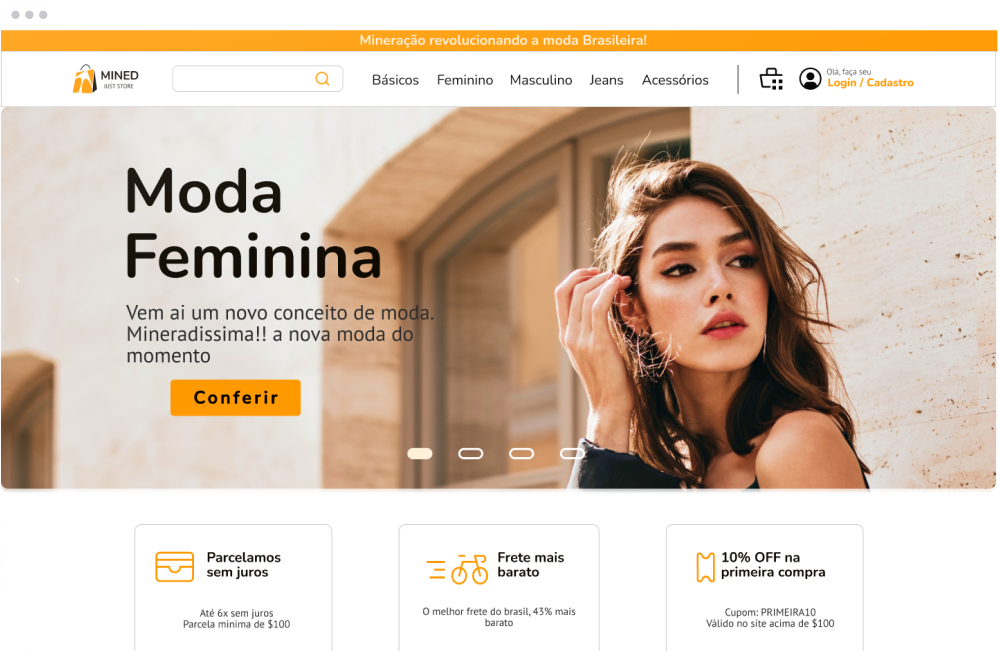 Mineração revolucionando a moda Brasileira!
MINED
JUST STORE
Básicos Feminino Masculino Jeans Acessórios
Olá, faça seu
Login / Cadastro
Moda
Feminina
Vem ai um novo conceito de moda.
Mineradissima!! a nova moda do
momento
Conferir
Parcelamos
sem juros
Até 6x sem juros
Parcela minima de $100
Frete mais
barato
O melhor frete do brasil, 43% mais
barato
10% OFF na
primeira compra
Cupom: PRIMEIRA10
Válido no site acima de $100